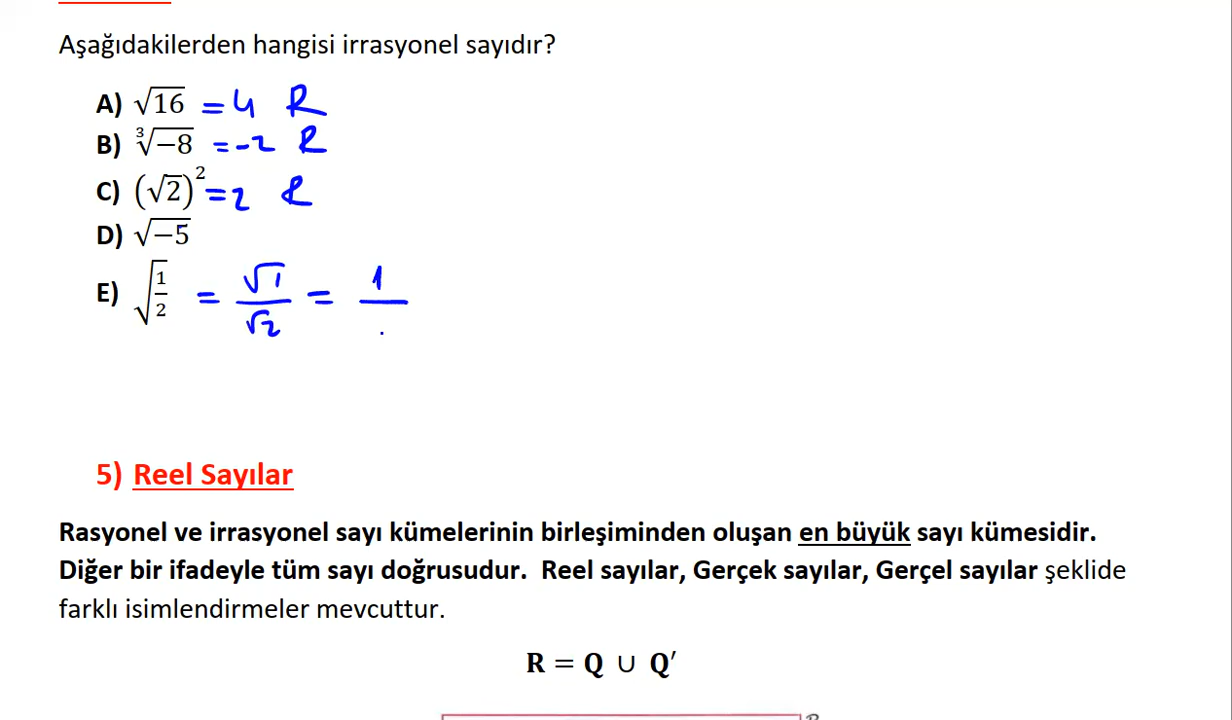 Aşağıdakilerden hangisi irrasyonel sayıdır?
A) √16 = 4 R
B) ∛−8 = -2 R
C) (√2)² = 2 R
D) √−5
E) √(1/2) = √1/√2 = 1/
5) Reel Sayılar
Rasyonel ve irrasyonel sayı kümelerinin birleşiminden oluşan en büyük sayı kümesidir.
Diğer bir ifadeyle tüm sayı doğrusudur. Reel sayılar, Gerçek sayılar, Gerçel sayılar şeklide
farklı isimlendirmeler mevcuttur.
R = Q ∪ Q′